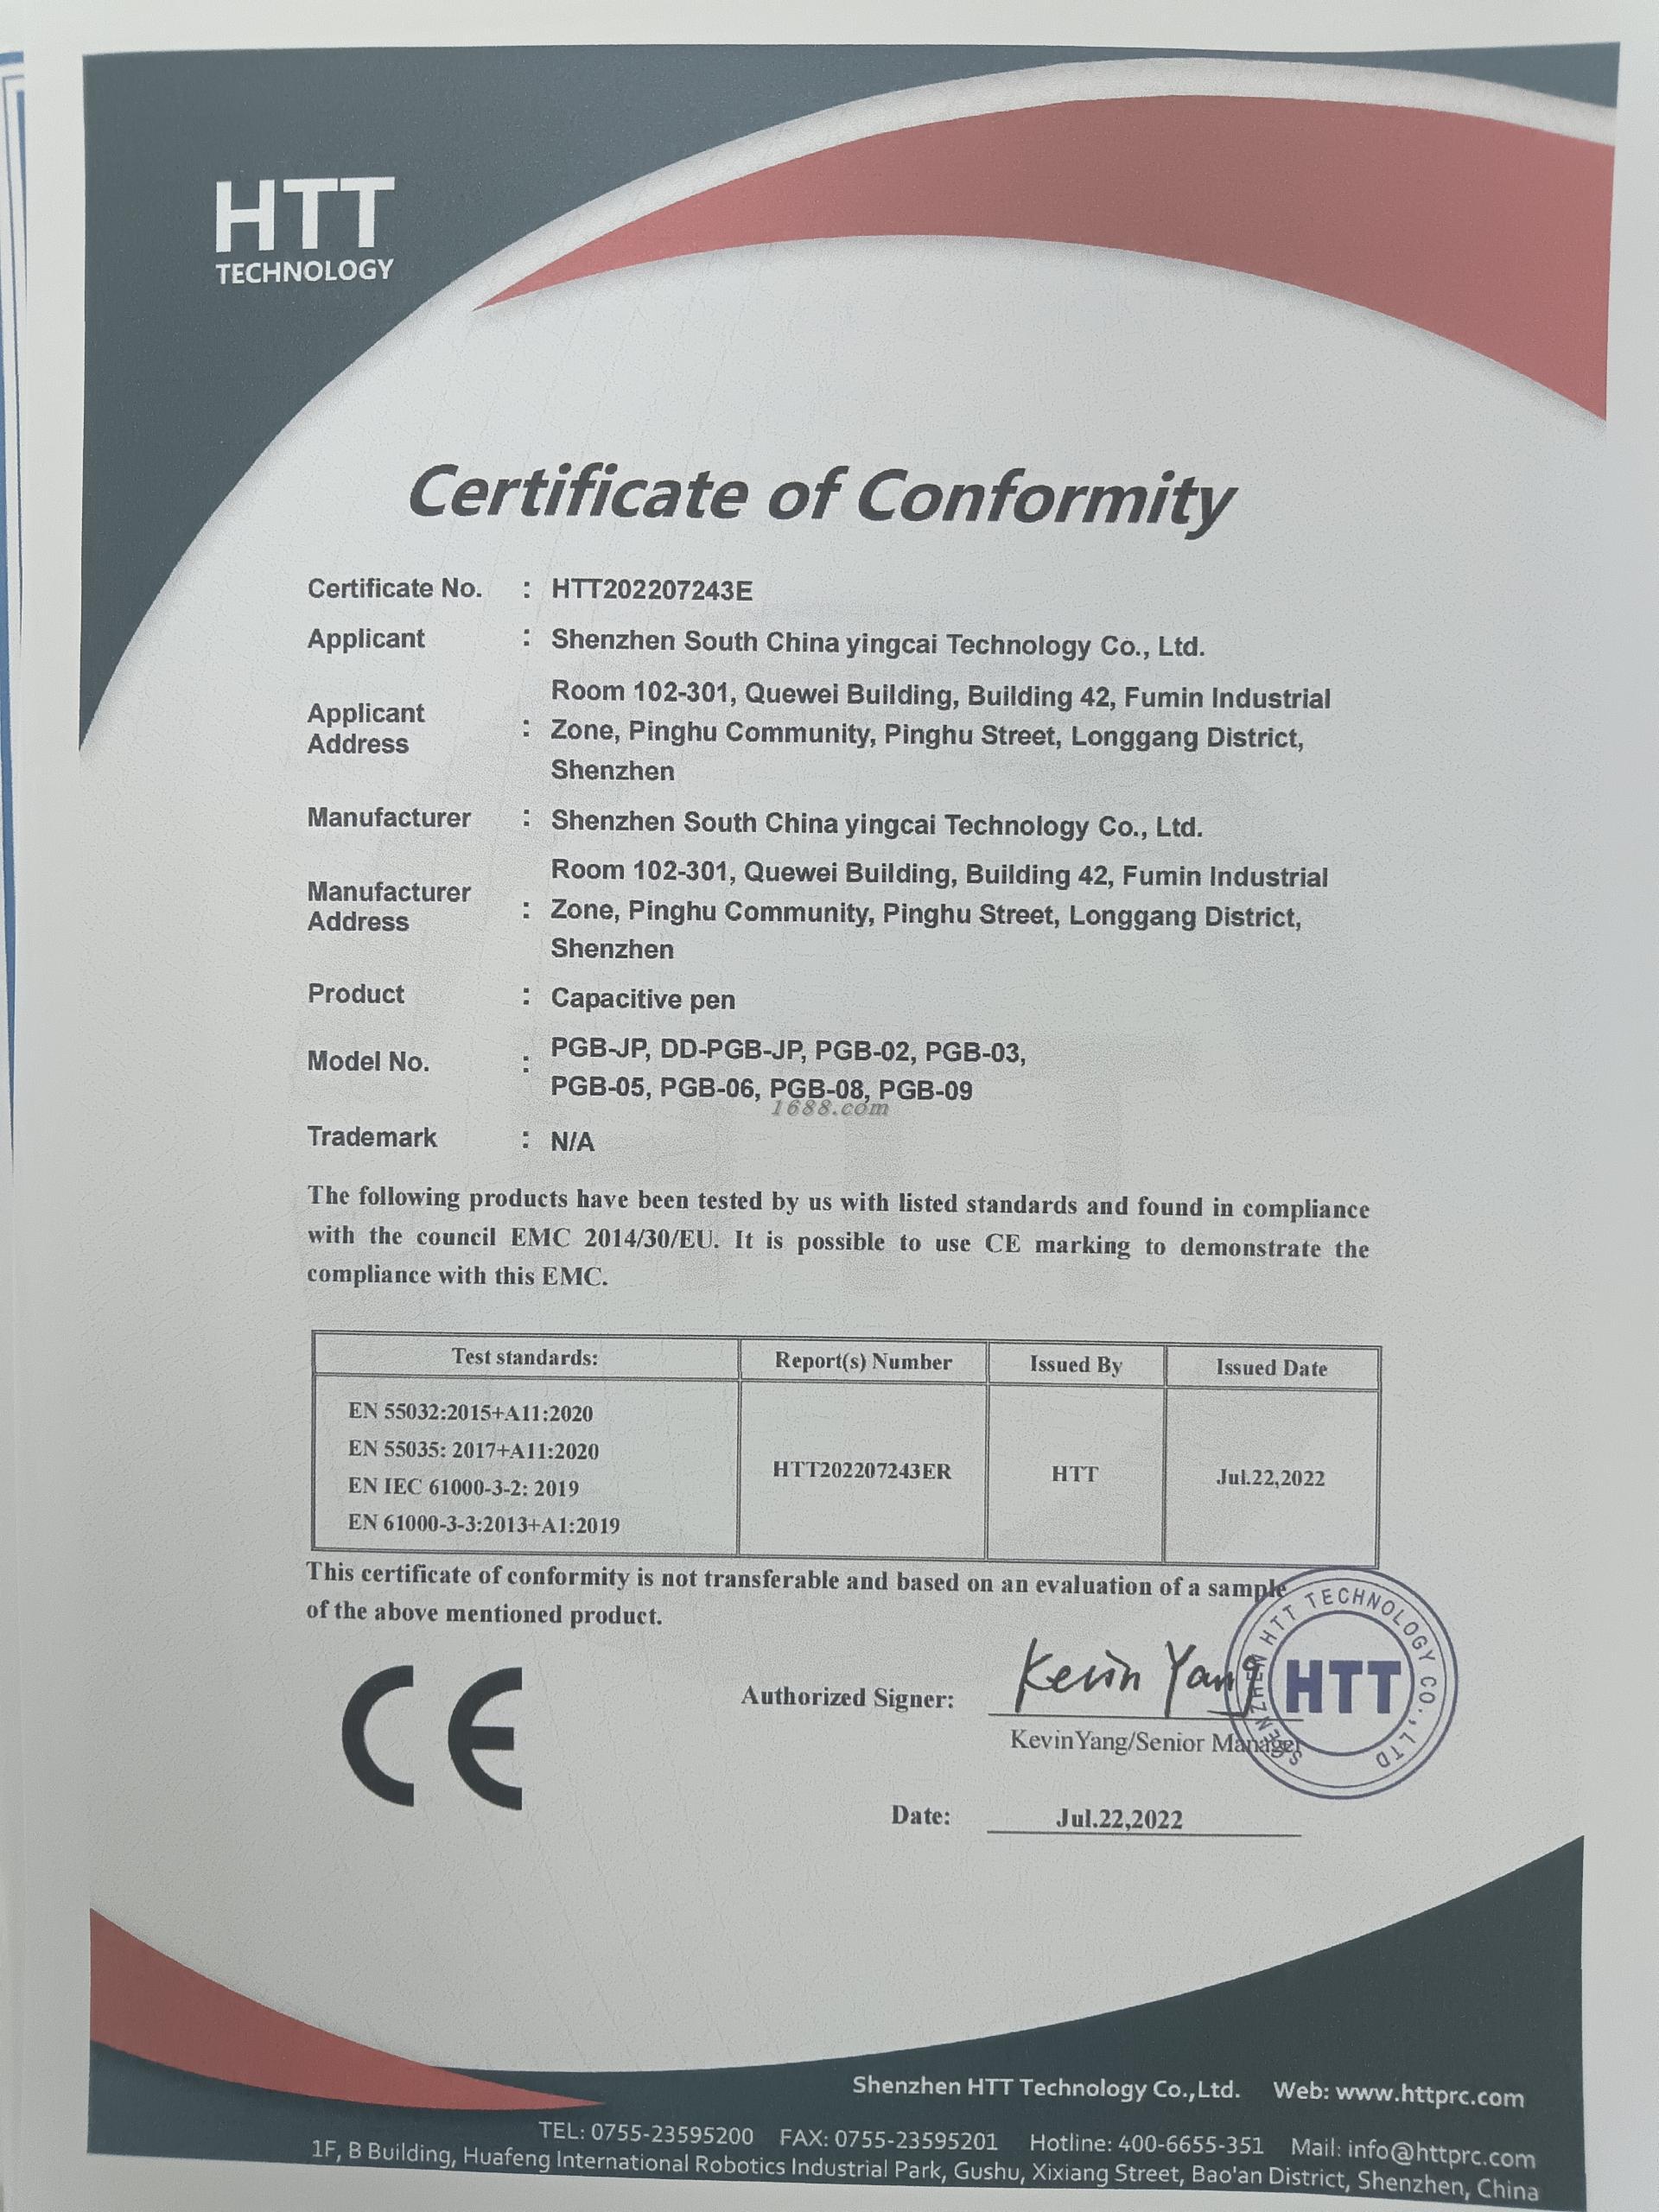 HTT
TECHNOLOGY
Certificate of Conformity
Certificate No. : HTT202207243E
Applicant : Shenzhen South China yingcai Technology Co., Ltd.
Applicant Address : Room 102-301, Quewei Building, Building 42, Fumin Industrial
Zone, Pinghu Community, Pinghu Street, Longgang District,
Shenzhen
Manufacturer : Shenzhen South China yingcai Technology Co., Ltd.
Manufacturer Address : Room 102-301, Quewei Building, Building 42, Fumin Industrial
Zone, Pinghu Community, Pinghu Street, Longgang District,
Shenzhen
Product : Capacitive pen
Model No. : PGB-JP, DD-PGB-JP, PGB-02, PGB-03,
PGB-05, PGB-06, PGB-08, PGB-09
1688.com
Trademark : N/A
The following products have been tested by us with listed standards and found in compliance
with the council EMC 2014/30/EU. It is possible to use CE marking to demonstrate the
compliance with this EMC.
Test standards: Report(s) Number Issued By Issued Date
EN 55032:2015+A11:2020
EN 55035: 2017+A11:2020
EN IEC 61000-3-2: 2019
EN 61000-3-3:2013+A1:2019
HTT202207243ER HTT Jul.22,2022
This certificate of conformity is not transferable and based on an evaluation of a sample
of the above mentioned product.
CE
Authorized Signer: Kevin Yang
KevinYang/Senior Manager
SHENZHEN HTT TECHNOLOGY CO.,LTD
HTT
Date: Jul.22,2022
Shenzhen HTT Technology Co.,Ltd. Web: www.httprc.com
TEL: 0755-23595200 FAX: 0755-23595201 Hotline: 400-6655-351 Mail: info@httprc.com
1F, B Building, Huafeng International Robotics Industrial Park, Gushu, Xixiang Street, Bao'an District, Shenzhen, China